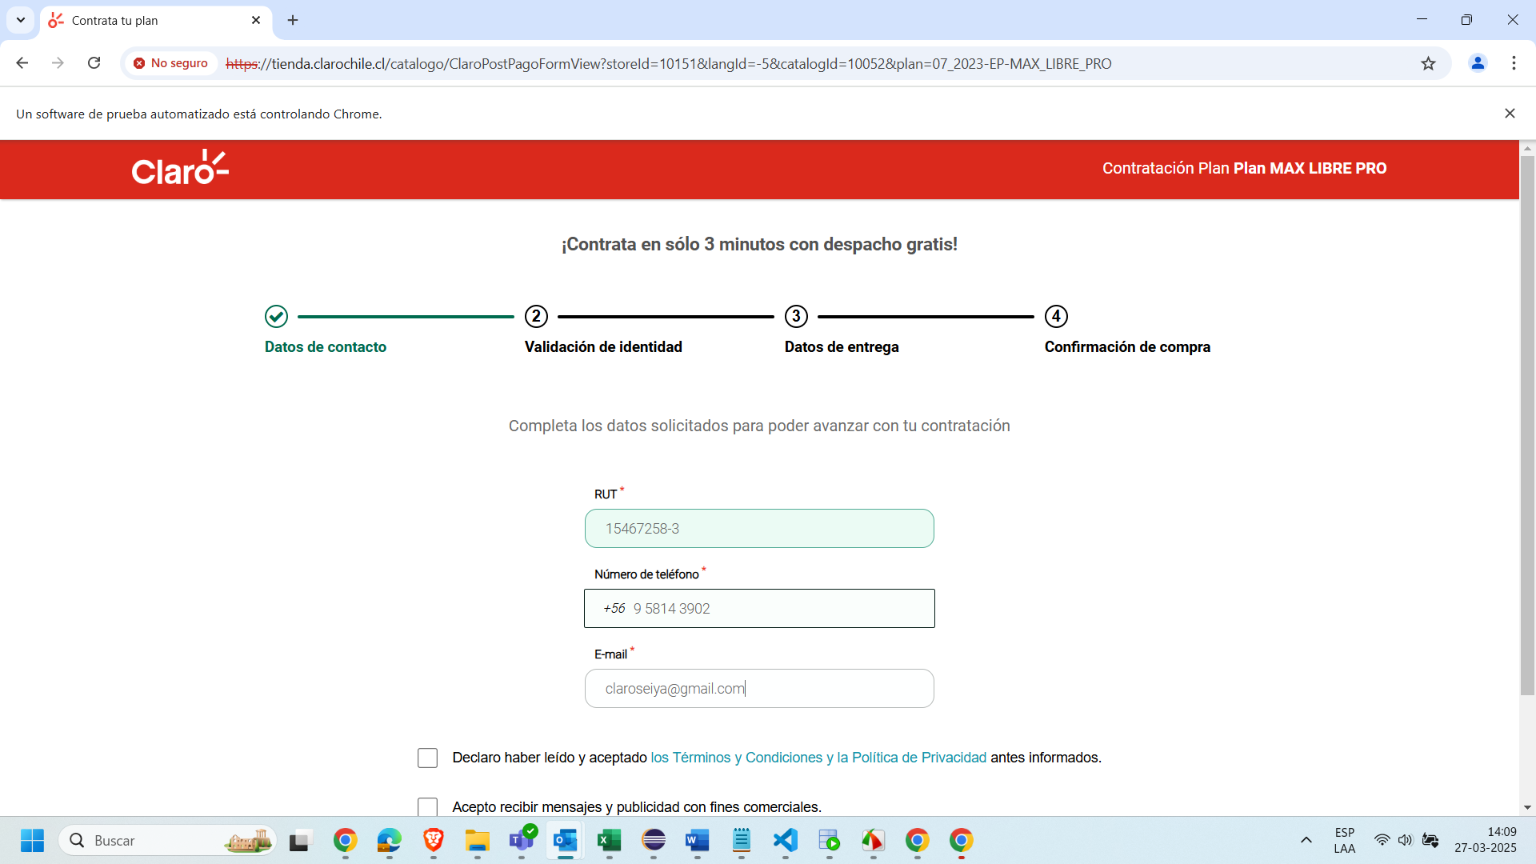 Contrata tu plan
No seguro
https://tienda.clarochile.cl/catalogo/ClaroPostPagoFormView?storeId=10151&langId=-5&catalogId=10052&plan=07_2023-EP-MAX_LIBRE_PRO
Un software de prueba automatizado está controlando Chrome.
Claro
Contratación Plan Plan MAX LIBRE PRO
¡Contrata en sólo 3 minutos con despacho gratis!
2 3 4
Datos de contacto Validación de identidad Datos de entrega Confirmación de compra
Completa los datos solicitados para poder avanzar con tu contratación
RUT *
15467258-3
Número de teléfono *
+56 9 5814 3902
E-mail *
claroseiya@gmail.com
Declaro haber leído y aceptado los Términos y Condiciones y la Política de Privacidad antes informados.
Acepto recibir mensajes y publicidad con fines comerciales.
Buscar
ESP
LAA
14:09
27-03-2025